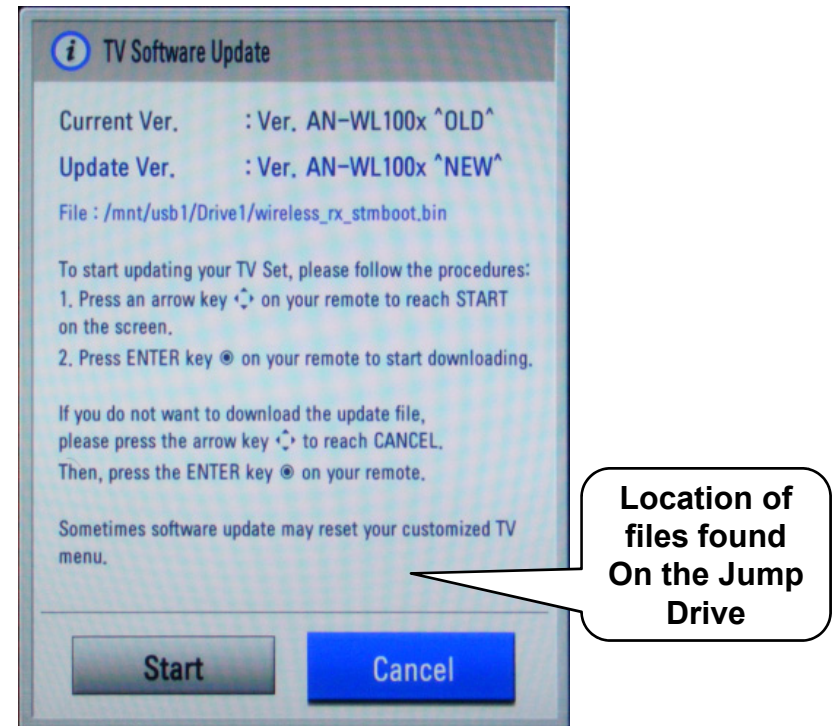 i TV Software Update
Current Ver. : Ver. AN-WL100x ^OLD^
Update Ver. : Ver. AN-WL100x ^NEW^
File : /mnt/usb1/Drive1/wireless_rx_stmboot.bin
To start updating your TV Set, please follow the procedures:
1. Press an arrow key on your remote to reach START
on the screen.
2. Press ENTER key ◉ on your remote to start downloading.
If you do not want to download the update file,
please press the arrow key to reach CANCEL.
Then, press the ENTER key ◉ on your remote.
Sometimes software update may reset your customized TV
menu.
Start
Cancel
Location of
files found
On the Jump
Drive